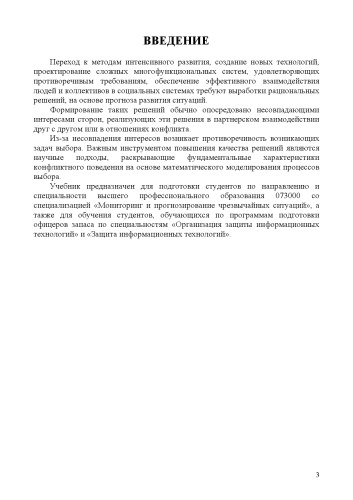 ВВЕДЕНИЕ
Переход к методам интенсивного развития, создание новых технологий,
проектирование сложных многофункциональных систем, удовлетворяющих
противоречивым требованиям, обеспечение эффективного взаимодействия
людей и коллективов в социальных системах требуют выработки рациональных
решений, на основе прогноза развития ситуаций.
Формирование таких решений обычно опосредовано несовпадающими
интересами сторон, реализующих эти решения в партнерском взаимодействии
друг с другом или в отношениях конфликта.
Из-за несовпадения интересов возникает противоречивость возникающих
задач выбора. Важным инструментом повышения качества решений являются
научные подходы, раскрывающие фундаментальные характеристики
конфликтного поведения на основе математического моделирования процессов
выбора.
Учебник предназначен для подготовки студентов по направлению и
специальности высшего профессионального образования 073000 со
специализацией «Мониторинг и прогнозирование чрезвычайных ситуаций», а
также для обучения студентов, обучающихся по программам подготовки
офицеров запаса по специальностям «Организация защиты информационных
технологий» и «Защита информационных технологий».
3